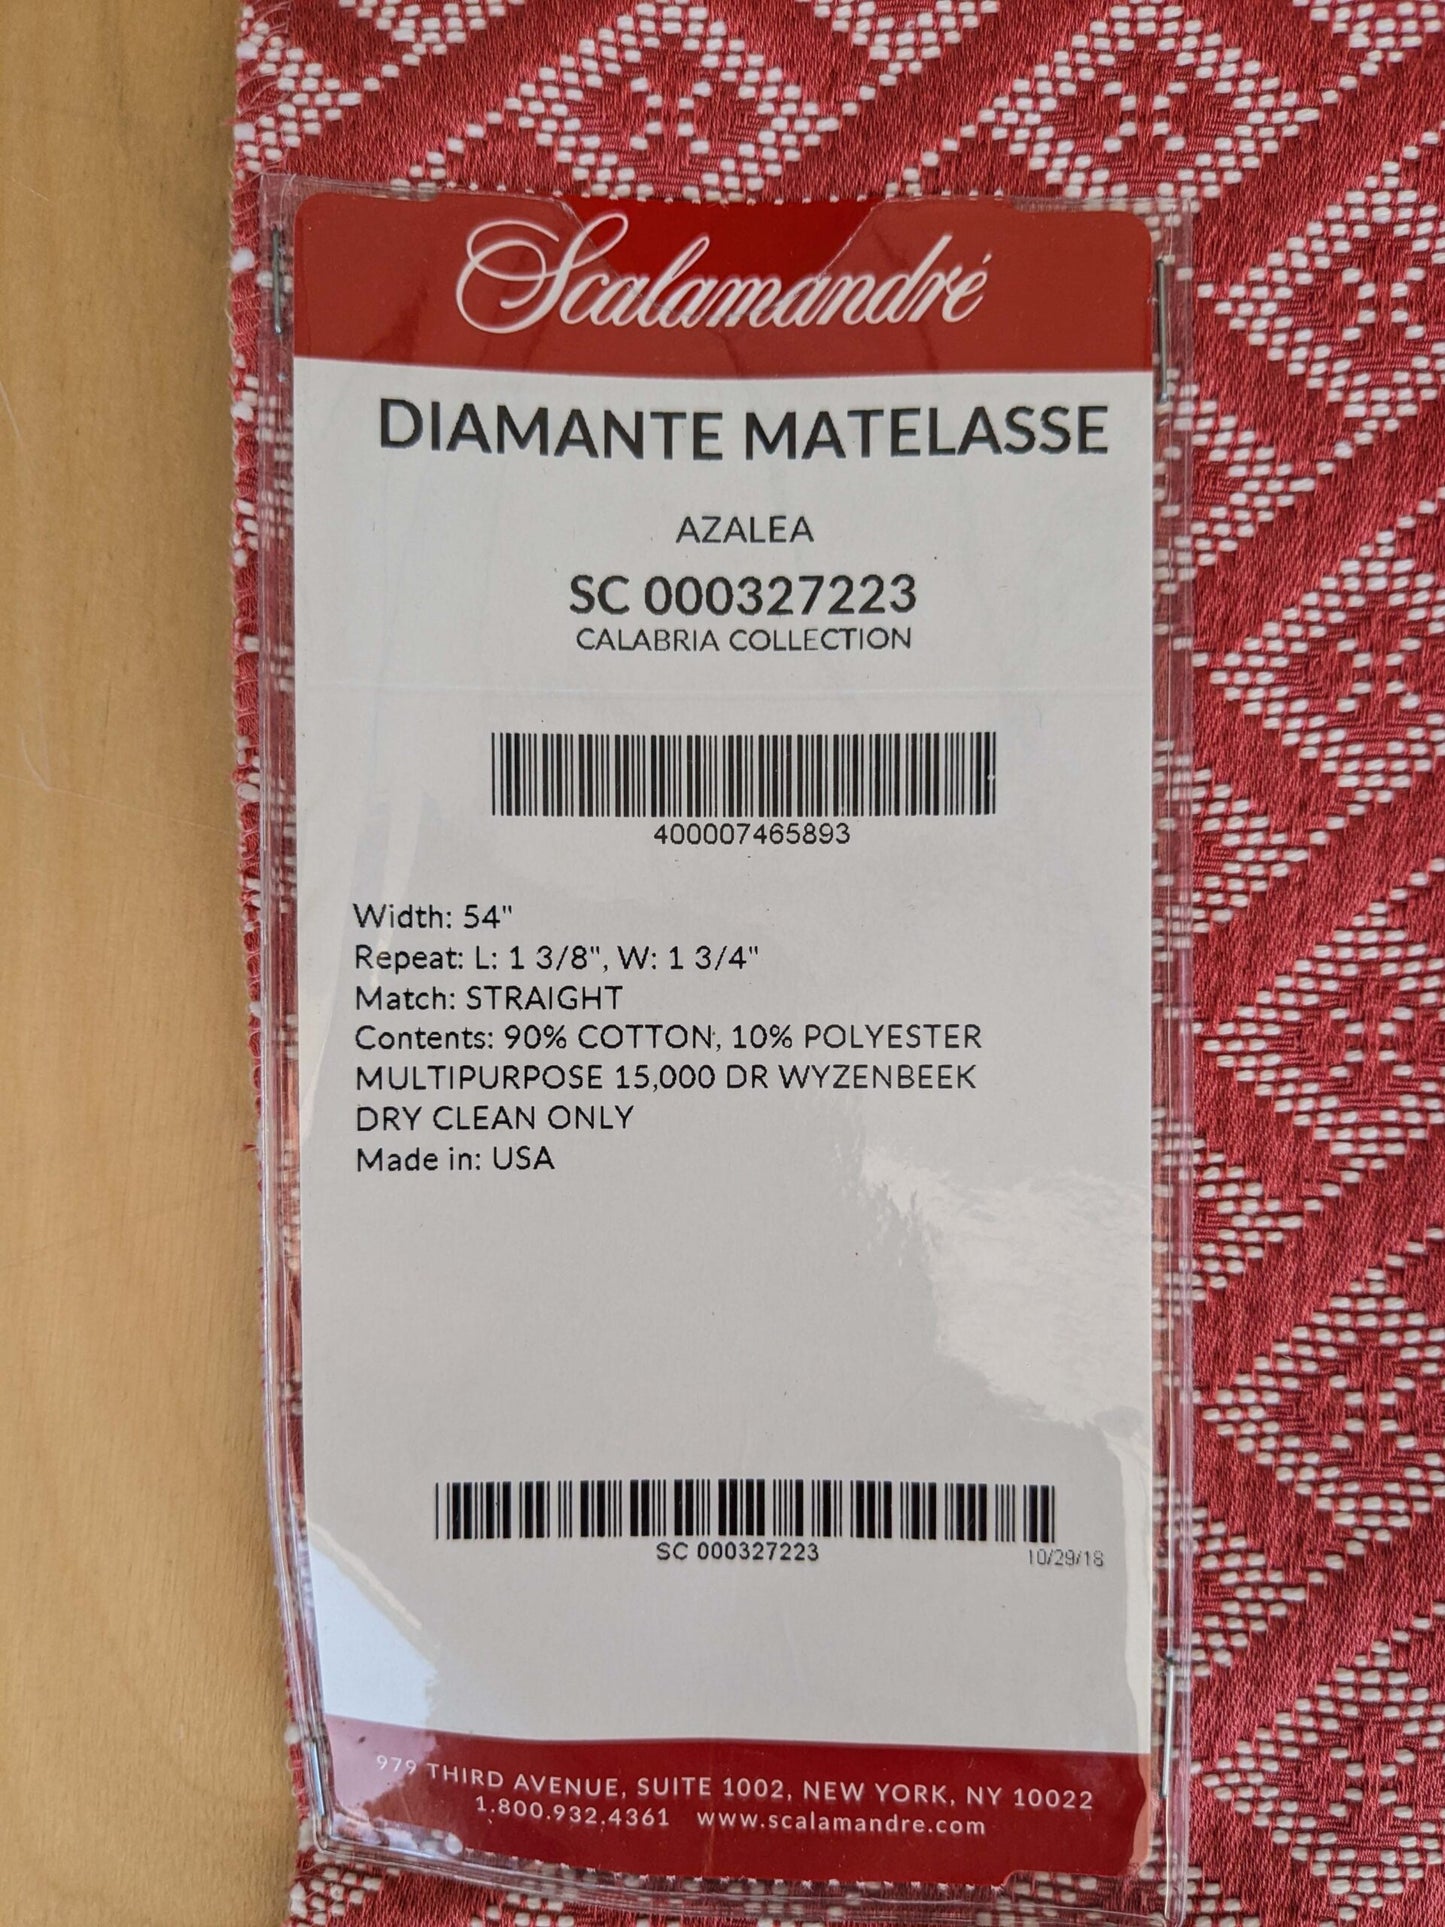 Scalamandré
DIAMANTE MATELASSE
AZALEA
SC 000327223
CALABRIA COLLECTION
400007465893
Width: 54"
Repeat: L: 1 3/8", W: 1 3/4"
Match: STRAIGHT
Contents: 90% COTTON, 10% POLYESTER
MULTIPURPOSE 15,000 DR WYZENBEEK
DRY CLEAN ONLY
Made in: USA
SC 000327223
10/29/18
979 THIRD AVENUE, SUITE 1002, NEW YORK, NY 10022
1.800.932.4361 www.scalamandre.com